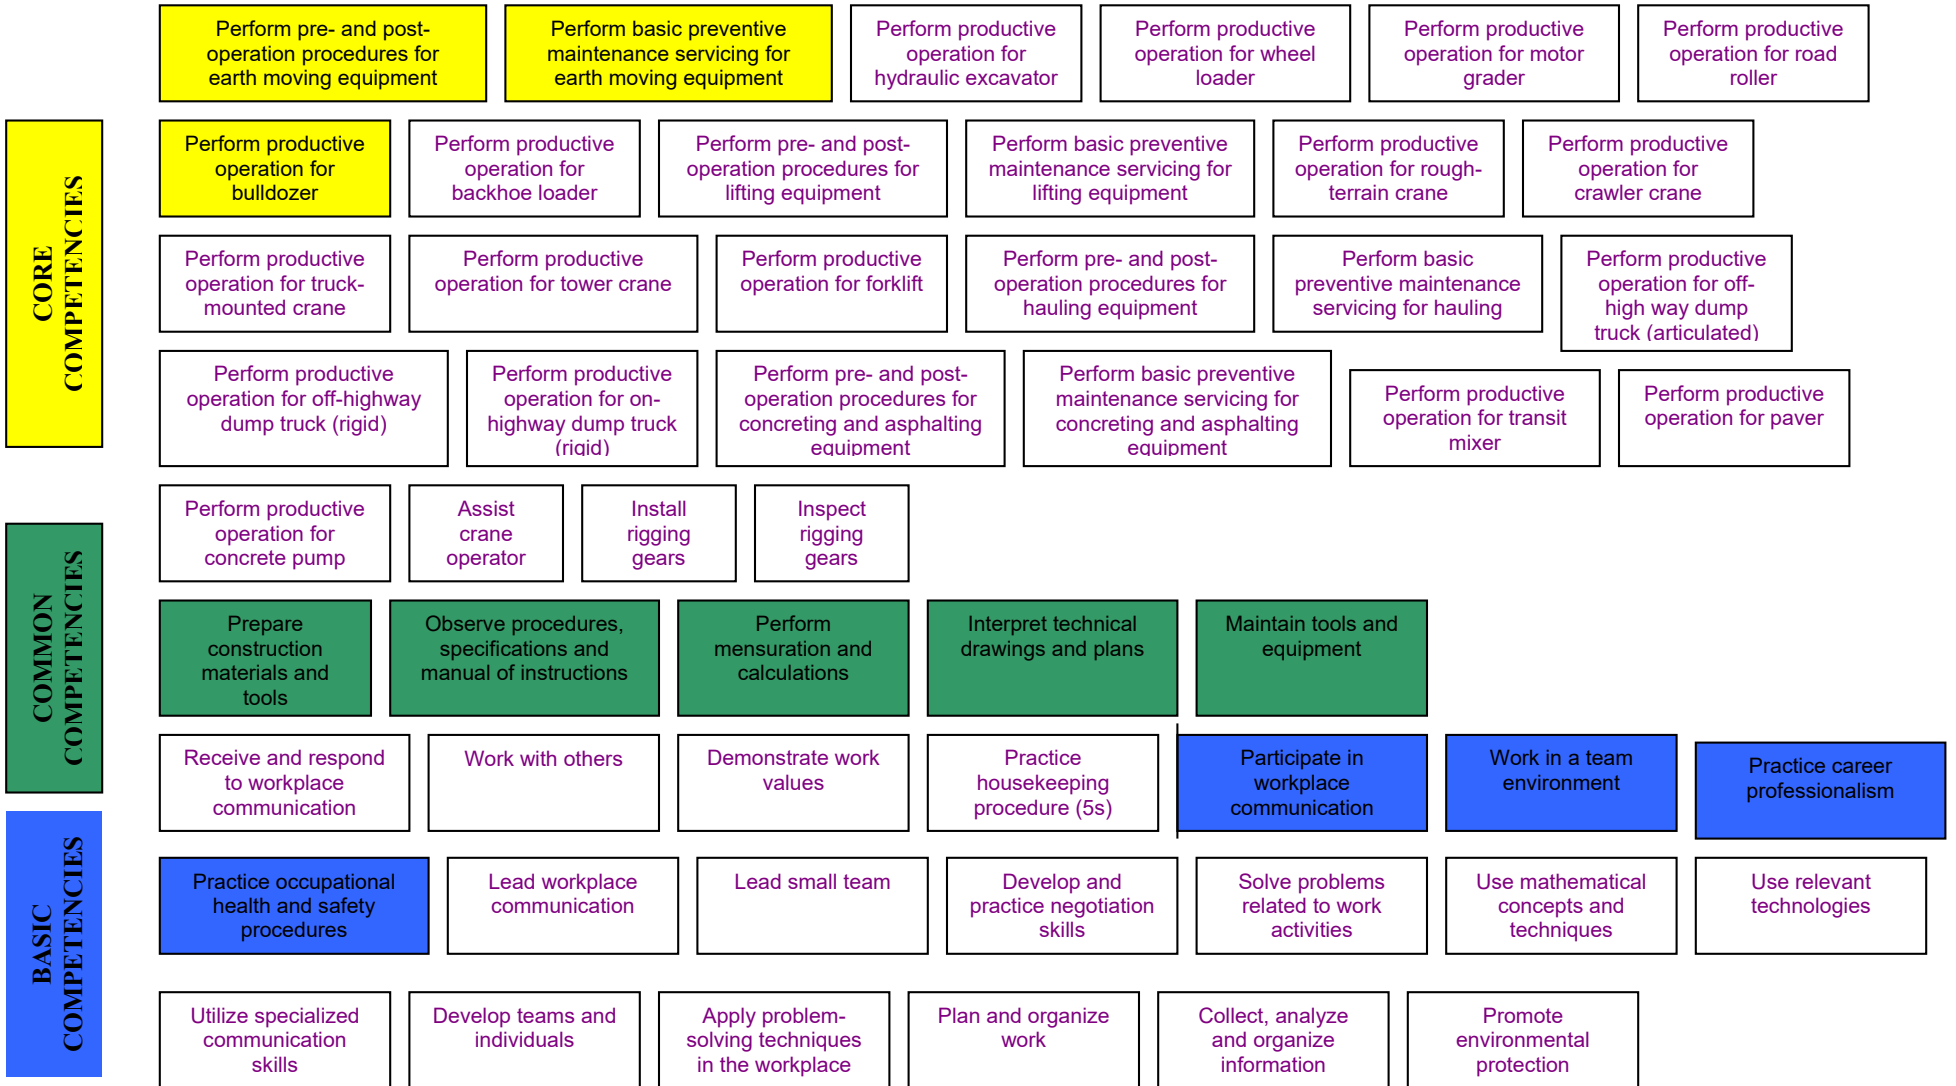 Perform pre- and post-
operation procedures for
earth moving equipment
Perform basic preventive
maintenance servicing for
earth moving equipment
Perform productive
operation for
hydraulic excavator
Perform productive
operation for wheel
loader
Perform productive
operation for motor
grader
Perform productive
operation for road
roller
CORE
COMPETENCIES
Perform productive
operation for
bulldozer
Perform productive
operation for
backhoe loader
Perform pre- and post-
operation procedures for
lifting equipment
Perform basic preventive
maintenance servicing for
lifting equipment
Perform productive
operation for rough-
terrain crane
Perform productive
operation for
crawler crane
Perform productive
operation for truck-
mounted crane
Perform productive
operation for tower crane
Perform productive
operation for forklift
Perform pre- and post-
operation procedures for
hauling equipment
Perform basic
preventive maintenance
servicing for hauling
Perform productive
operation for off-
high way dump
truck (articulated)
Perform productive
operation for off-highway
dump truck (rigid)
Perform productive
operation for on-
highway dump truck
(rigid)
Perform pre- and post-
operation procedures for
concreting and asphalting
equipment
Perform basic preventive
maintenance servicing for
concreting and asphalting
equipment
Perform productive
operation for transit
mixer
Perform productive
operation for paver
Perform productive
operation for
concrete pump
Assist
crane
operator
Install
rigging
gears
Inspect
rigging
gears
COMMON
COMPETENCIES
Prepare
construction
materials and
tools
Observe procedures,
specifications and
manual of instructions
Perform
mensuration and
calculations
Interpret technical
drawings and plans
Maintain tools and
equipment
Receive and respond
to workplace
communication
Work with others
Demonstrate work
values
Practice
housekeeping
procedure (5s)
Participate in
workplace
communication
Work in a team
environment
Practice career
professionalism
BASIC
COMPETENCIES
Practice occupational
health and safety
procedures
Lead workplace
communication
Lead small team
Develop and
practice negotiation
skills
Solve problems
related to work
activities
Use mathematical
concepts and
techniques
Use relevant
technologies
Utilize specialized
communication
skills
Develop teams and
individuals
Apply problem-
solving techniques
in the workplace
Plan and organize
work
Collect, analyze
and organize
information
Promote
environmental
protection